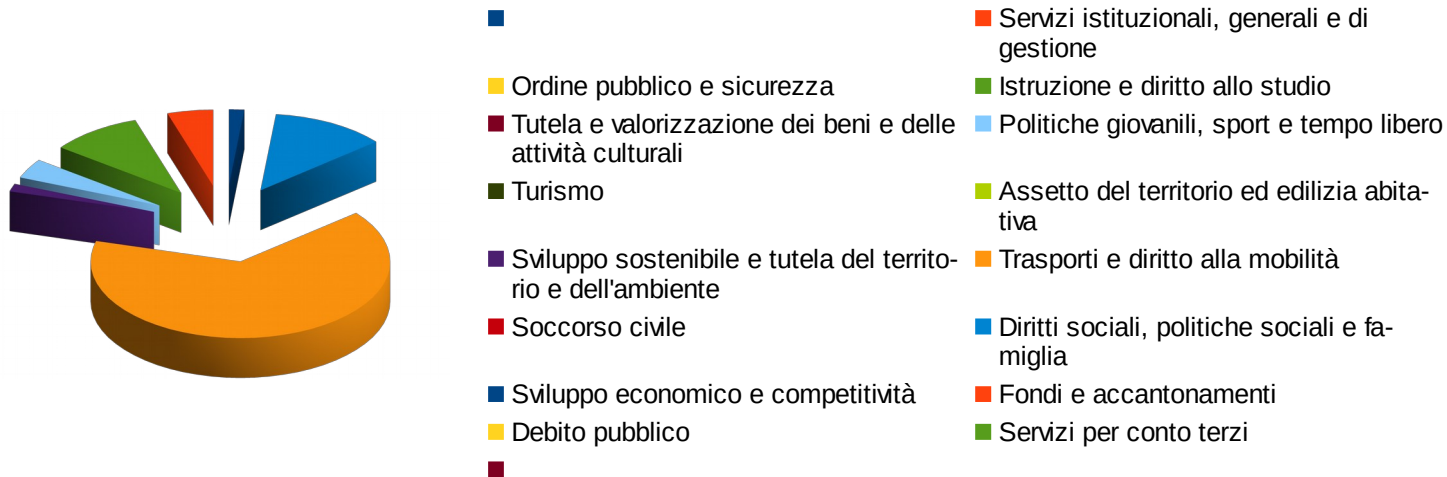 Servizi istituzionali, generali e di
gestione
Ordine pubblico e sicurezza
Istruzione e diritto allo studio
Tutela e valorizzazione dei beni e delle
attività culturali
Politiche giovanili, sport e tempo libero
Turismo
Assetto del territorio ed edilizia abita-
tiva
Sviluppo sostenibile e tutela del territo-
rio e dell'ambiente
Trasporti e diritto alla mobilità
Soccorso civile
Diritti sociali, politiche sociali e fa-
miglia
Sviluppo economico e competitività
Fondi e accantonamenti
Debito pubblico
Servizi per conto terzi